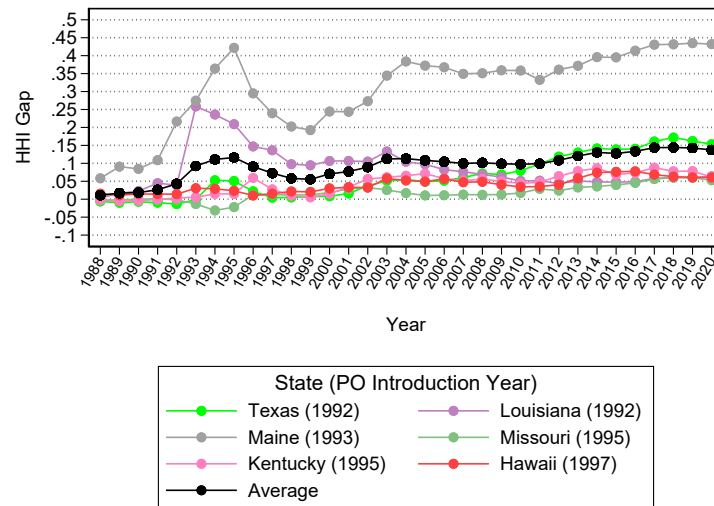 .5
.45
.4
.35
.3
.25
.2
.15
.1
.05
0
-.05
-.1
HHI Gap
1988 1989 1990 1991 1992 1993 1994 1995 1996 1997 1998 1999 2000 2001 2002 2003 2004 2005 2006 2007 2008 2009 2010 2011 2012 2013 2014 2015 2016 2017 2018 2019 2020
Year
State (PO Introduction Year)
Texas (1992) Louisiana (1992)
Maine (1993) Missouri (1995)
Kentucky (1995) Hawaii (1997)
Average